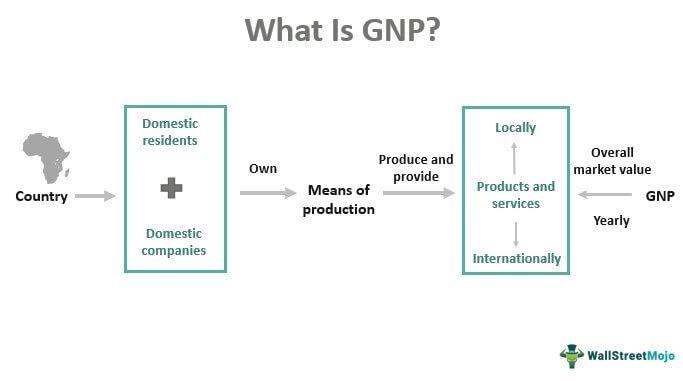 What Is GNP?
Country
Domestic
residents
Domestic
companies
Own
Means of
production
Produce and
provide
Locally
Products and
services
Internationally
Overall
market value
GNP
Yearly
WallStreetMojo